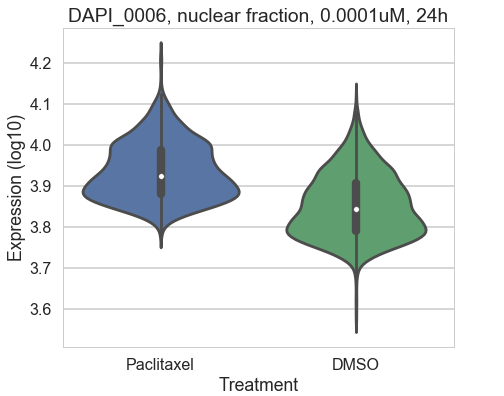 DAPI_0006, nuclear fraction, 0.0001uM, 24h
Expression (log10)
4.2
4.1
4.0
3.9
3.8
3.7
3.6
Paclitaxel
DMSO
Treatment